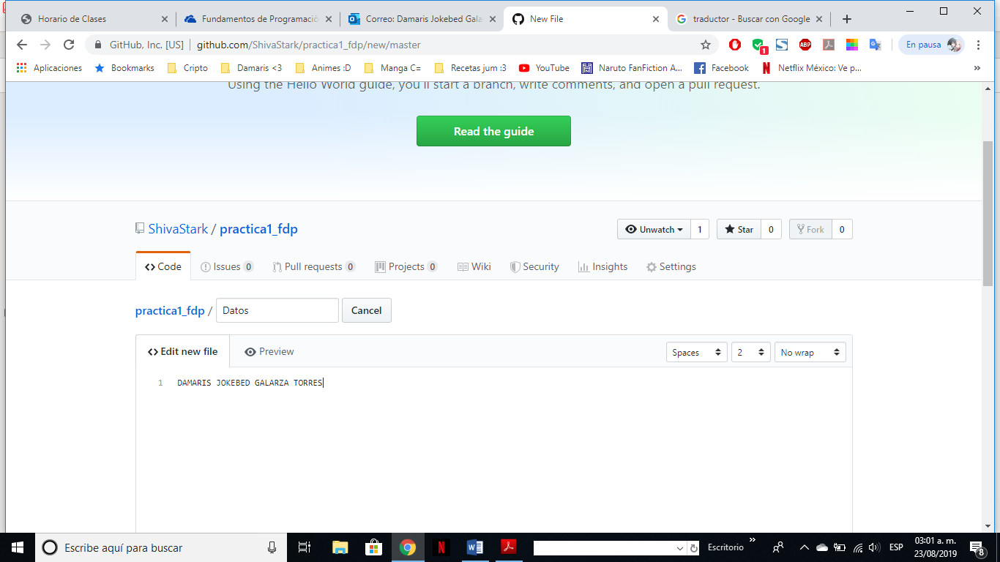 Horario de Clases
Fundamentos de Programació
Correo: Damaris Jokebed Gala
New File
traductor - Buscar con Google
GitHub, Inc. [US] | github.com/ShivaStark/practica1_fdp/new/master
1
ABP
En pausa
Aplicaciones
Bookmarks
Cripto
Damaris <3
Animes :D
Manga C=
Recetas jum :3
YouTube
Naruto FanFiction A...
Facebook
Netflix México: Ve p...
»
Using the Hello World guide, you'll start a branch, write comments, and open a pull request.
Read the guide
ShivaStark / practica1_fdp
Unwatch 1
Star 0
Fork 0
Code
Issues 0
Pull requests 0
Projects 0
Wiki
Security
Insights
Settings
practica1_fdp / Datos Cancel
<> Edit new file
Preview
Spaces
2
No wrap
1 DAMARIS JOKEBED GALARZA TORRES
Escribe aquí para buscar
Escritorio
»
ESP
03:01 a. m.
23/08/2019
8